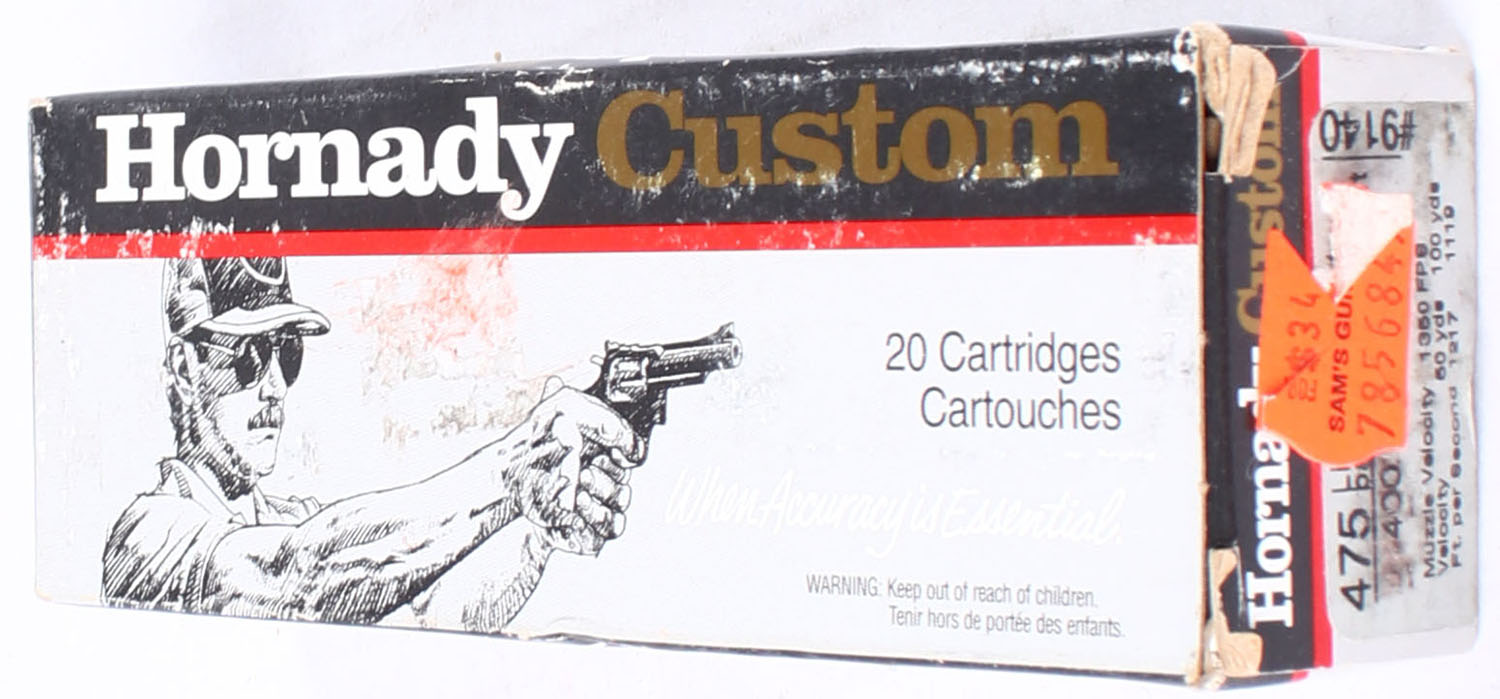 Hornady Custom
20 Cartridges
Cartouches
When Accuracy is Essential.
WARNING: Keep out of reach of children.
Tenir hors de portée des enfants.
Hornady Custom
#9140
475
400
Muzzle Velocity 1350 FPS
Velocity 50 yds 100 yds
Ft. per Second 1217 1119
$34
SAM'S GU
785684